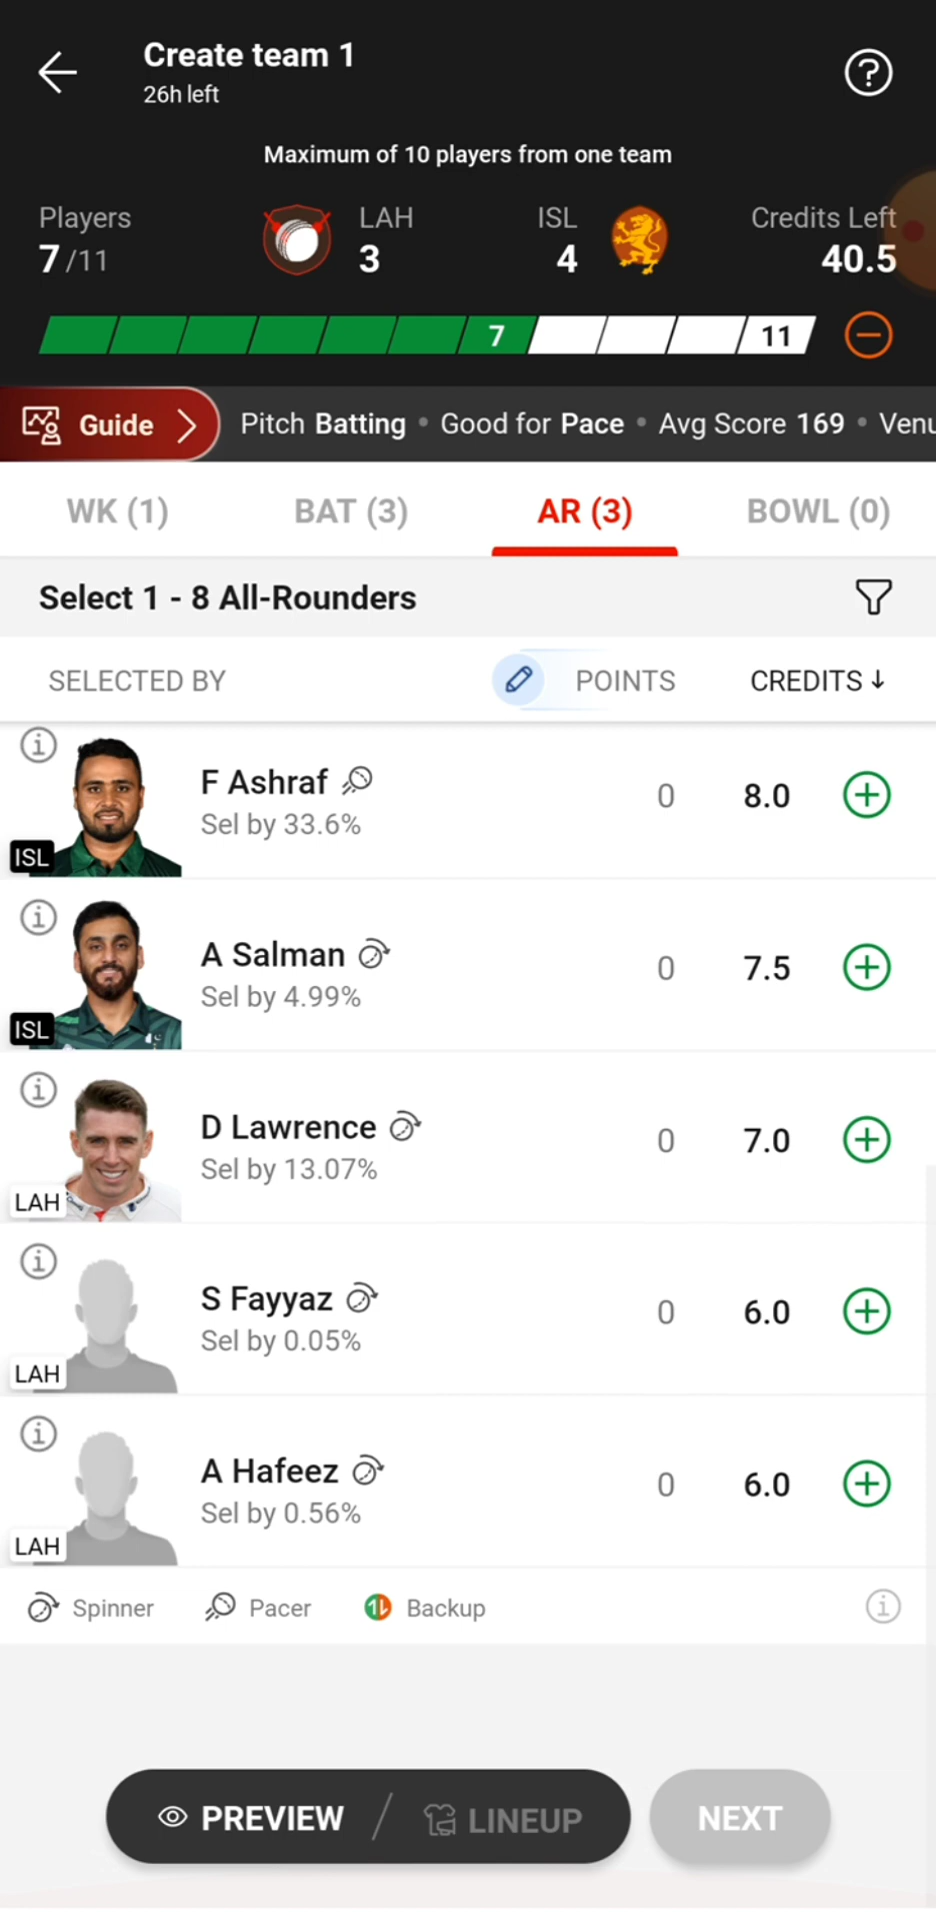 Create team 1
26h left
Maximum of 10 players from one team
Players LAH ISL Credits Left
7/11 3 4 40.5
7 11
Guide Pitch Batting • Good for Pace • Avg Score 169 • Venu
WK (1) BAT (3) AR (3) BOWL (0)
Select 1 - 8 All-Rounders
SELECTED BY POINTS CREDITS ↓
F Ashraf 0 8.0
Sel by 33.6%
ISL
A Salman 0 7.5
Sel by 4.99%
ISL
D Lawrence 0 7.0
Sel by 13.07%
LAH
S Fayyaz 0 6.0
Sel by 0.05%
LAH
A Hafeez 0 6.0
Sel by 0.56%
LAH
Spinner Pacer Backup
PREVIEW / LINEUP NEXT